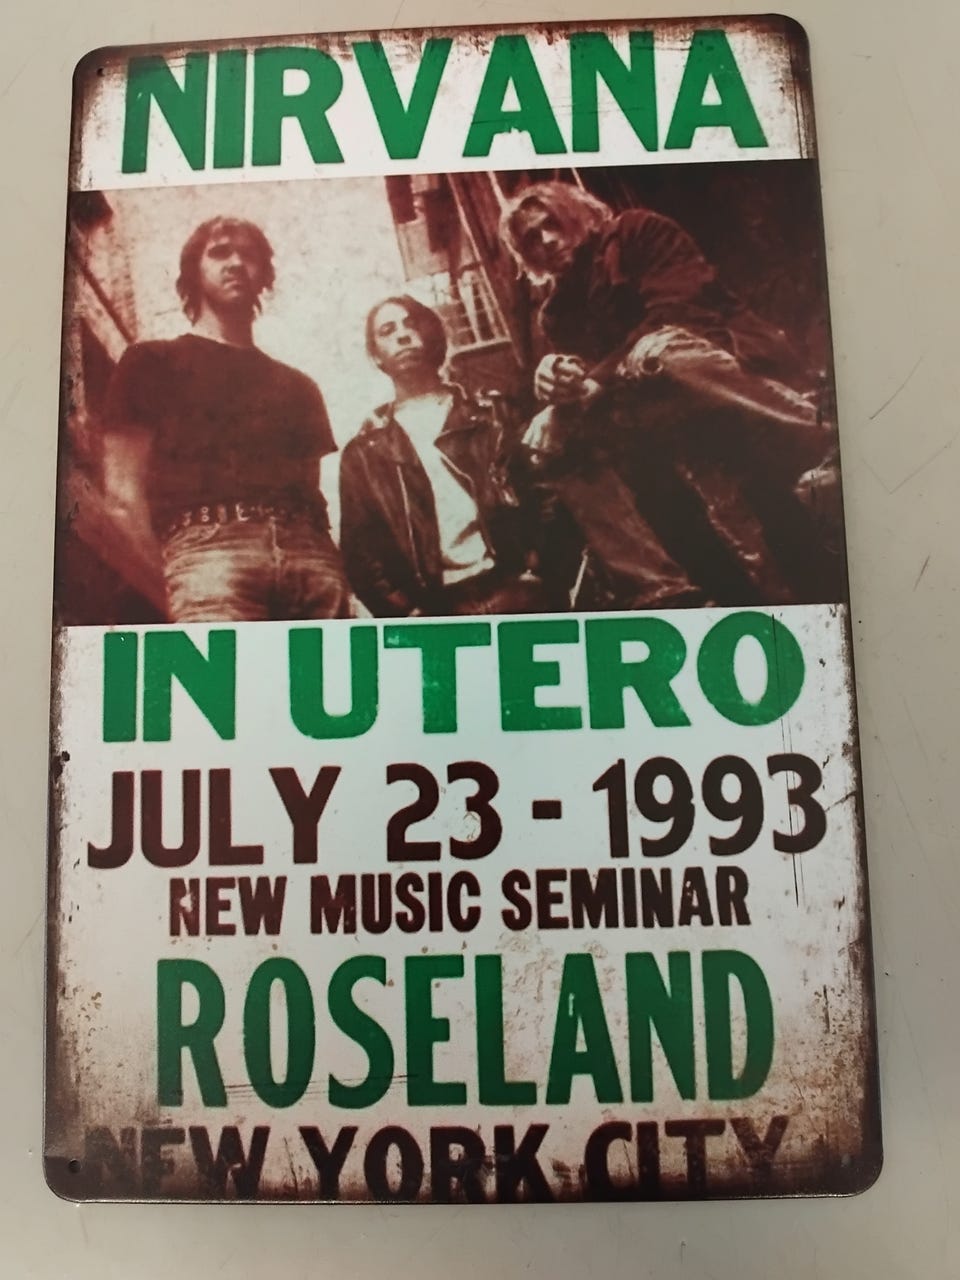 NIRVANA
IN UTERO
JULY 23 - 1993
NEW MUSIC SEMINAR
ROSELAND
NEW YORK CITY